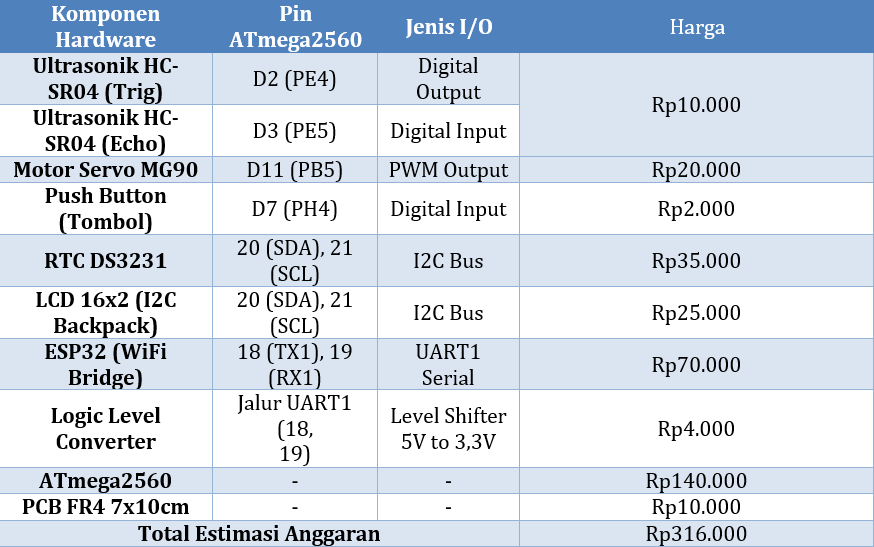 Komponen Hardware | Pin ATmega2560 | Jenis I/O | Harga
Ultrasonik HC-SR04 (Trig) | D2 (PE4) | Digital Output | Rp10.000
Ultrasonik HC-SR04 (Echo) | D3 (PE5) | Digital Input
Motor Servo MG90 | D11 (PB5) | PWM Output | Rp20.000
Push Button (Tombol) | D7 (PH4) | Digital Input | Rp2.000
RTC DS3231 | 20 (SDA), 21 (SCL) | I2C Bus | Rp35.000
LCD 16x2 (I2C Backpack) | 20 (SDA), 21 (SCL) | I2C Bus | Rp25.000
ESP32 (WiFi Bridge) | 18 (TX1), 19 (RX1) | UART1 Serial | Rp70.000
Logic Level Converter | Jalur UART1 (18, 19) | Level Shifter 5V to 3,3V | Rp4.000
ATmega2560 | - | - | Rp140.000
PCB FR4 7x10cm | - | - | Rp10.000
Total Estimasi Anggaran | Rp316.000